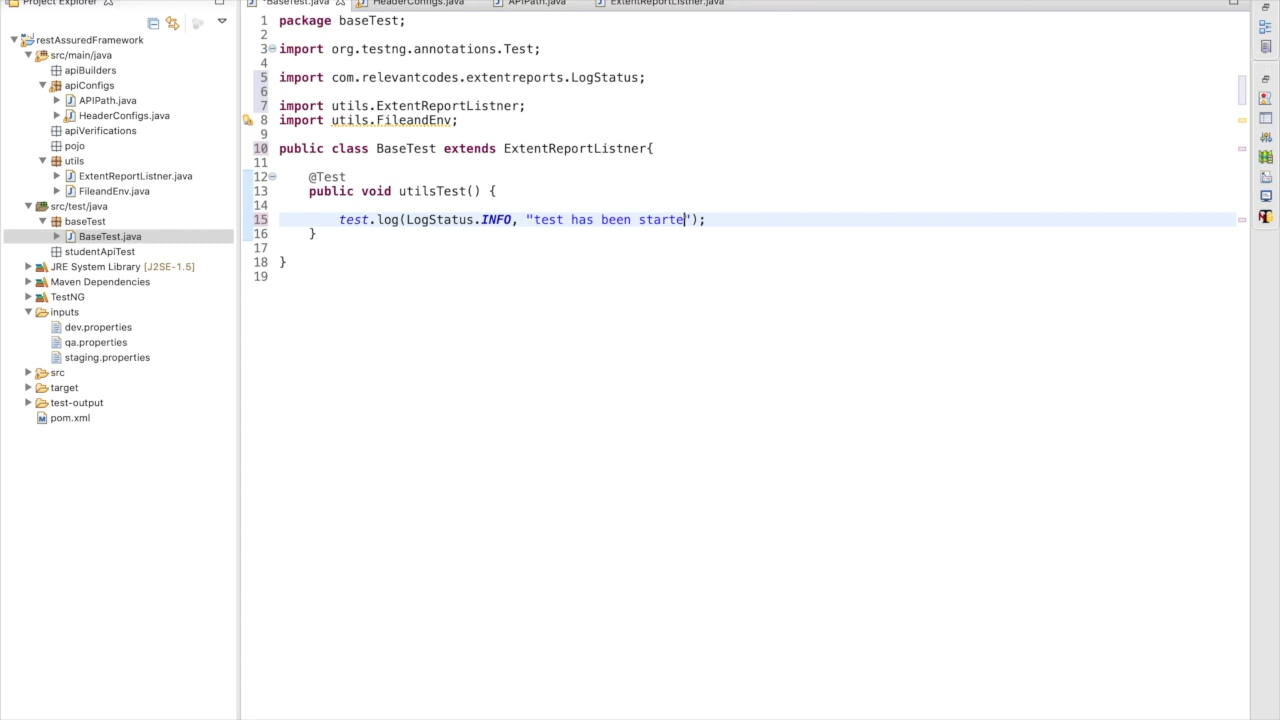 Project Explorer
*BaseTest.java
HeaderConfigs.java
APIPath.java
ExtentReportListner.java
restAssuredFramework
src/main/java
apiBuilders
apiConfigs
APIPath.java
HeaderConfigs.java
apiVerifications
pojo
utils
ExtentReportListner.java
FileandEnv.java
src/test/java
baseTest
BaseTest.java
studentApiTest
JRE System Library [J2SE-1.5]
Maven Dependencies
TestNG
inputs
dev.properties
qa.properties
staging.properties
src
target
test-output
pom.xml
1 package baseTest;
2
3 import org.testng.annotations.Test;
4
5 import com.relevantcodes.extentreports.LogStatus;
6
7 import utils.ExtentReportListner;
8 import utils.FileandEnv;
9
10 public class BaseTest extends ExtentReportListner{
11
12 @Test
13 public void utilsTest() {
14
15 test.log(LogStatus.INFO, "test has been starte");
16 }
17
18 }
19